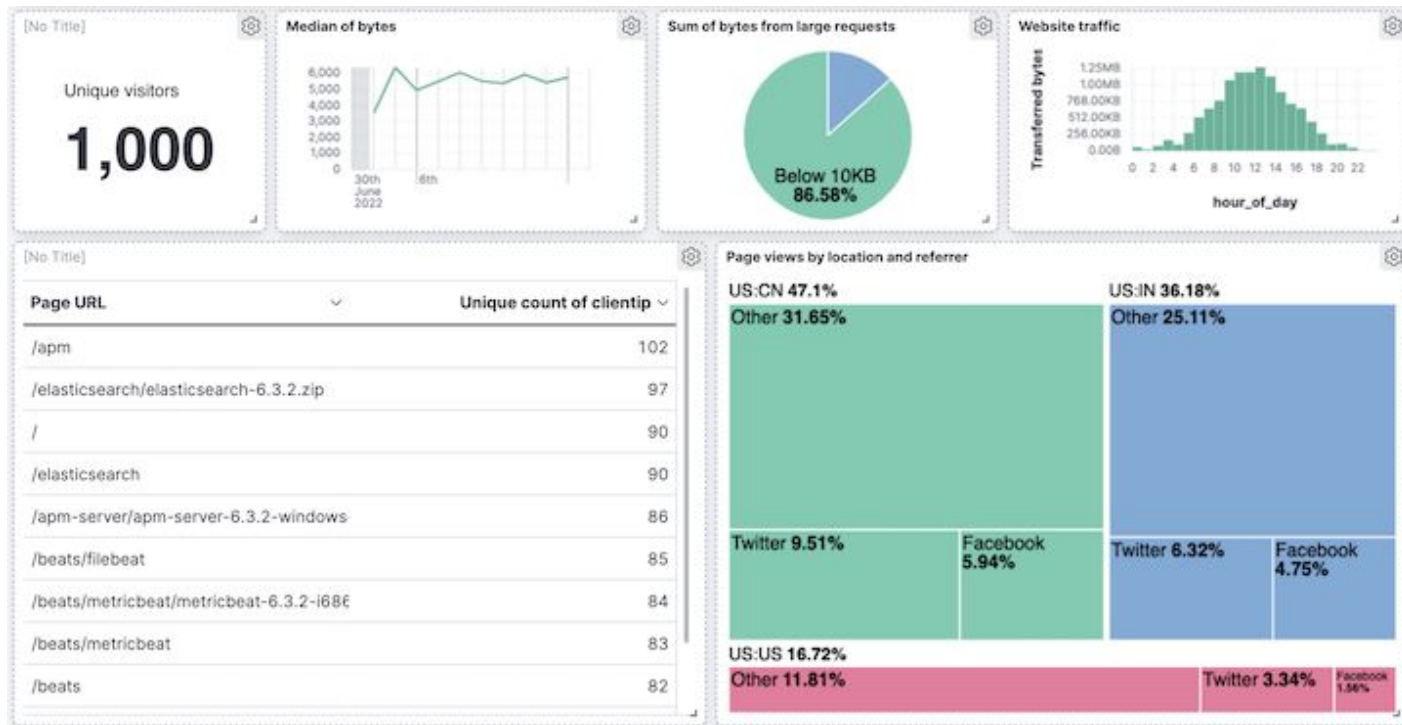 [No Title]
Unique visitors
1,000
Median of bytes
6,000
5,000
4,000
3,000
2,000
1,000
0
30th
June
2022
6th
Sum of bytes from large requests
Below 10KB
86.58%
Website traffic
Transferred bytes
1.25MB
1.00MB
768.00KB
512.00KB
256.00KB
0.00B
0 2 4 6 8 10 12 14 16 18 20 22
hour_of_day
[No Title]
Page URL Unique count of clientip
/apm 102
/elasticsearch/elasticsearch-6.3.2.zip 97
/ 90
/elasticsearch 90
/apm-server/apm-server-6.3.2-windows 86
/beats/filebeat 85
/beats/metricbeat/metricbeat-6.3.2-i686 84
/beats/metricbeat 83
/beats 82
Page views by location and referrer
US:CN 47.1%
Other 31.65%
Twitter 9.51%
Facebook
5.94%
US:IN 36.18%
Other 25.11%
Twitter 6.32%
Facebook
4.75%
US:US 16.72%
Other 11.81%
Twitter 3.34%
Facebook
1.56%